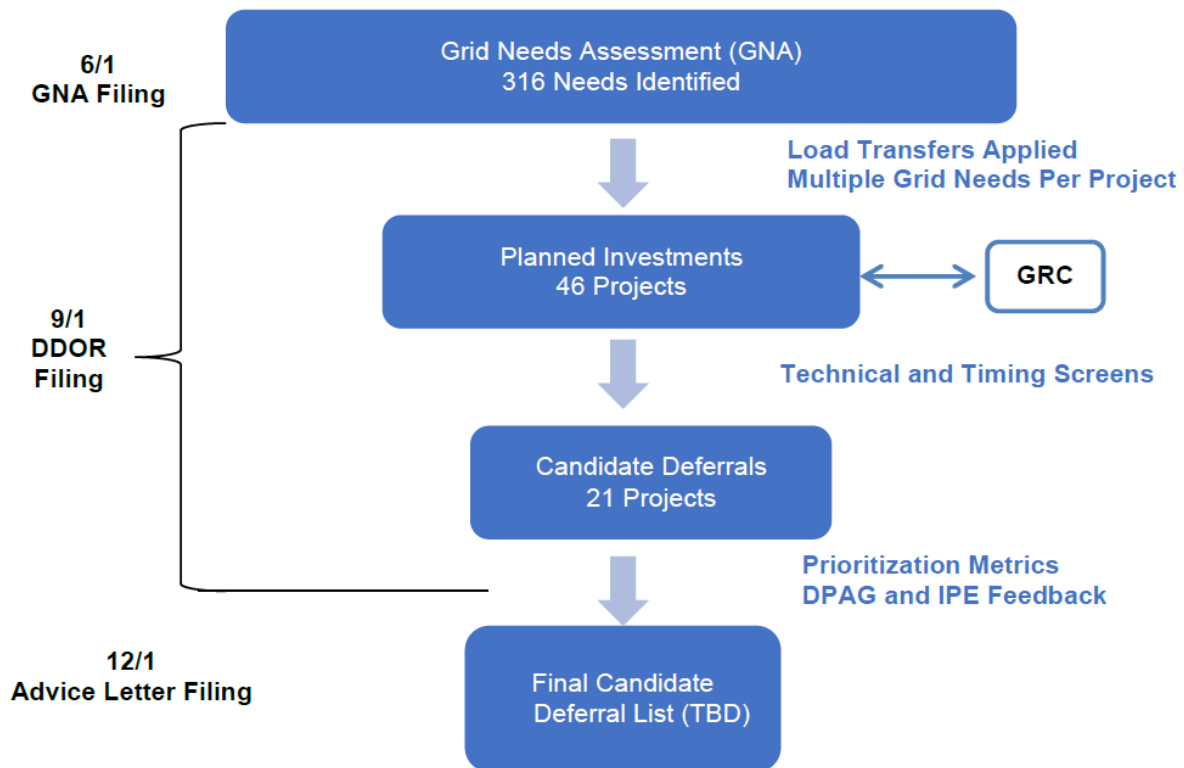 Grid Needs Assessment (GNA)
316 Needs Identified
6/1
GNA Filing
Load Transfers Applied
Multiple Grid Needs Per Project
Planned Investments
46 Projects
GRC
9/1
DDOR
Filing
Technical and Timing Screens
Candidate Deferrals
21 Projects
Prioritization Metrics
DPAG and IPE Feedback
12/1
Advice Letter Filing
Final Candidate
Deferral List (TBD)